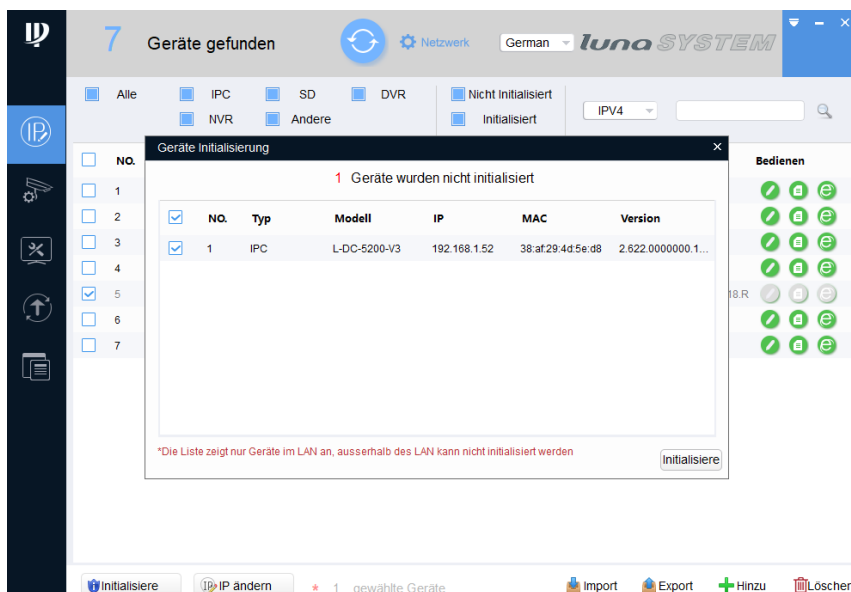 7 Geräte gefunden Netzwerk German luna SYSTEM
Alle IPC SD DVR Nicht Initialisiert
NVR Andere Initialisiert IPV4
NO. Bedienen
Geräte Initialisierung
1 Geräte wurden nicht initialisiert
NO. Typ Modell IP MAC Version
1 IPC L-DC-5200-V3 192.168.1.52 38:af:29:4d:5e:d8 2.622.0000000.1...
1
2
3
4
5 18.R
6
7
*Die Liste zeigt nur Geräte im LAN an, ausserhalb des LAN kann nicht initialisiert werden
Initialisiere
Initialisiere IP ändern * 1 gewählte Geräte Import Export Hinzu Löschen